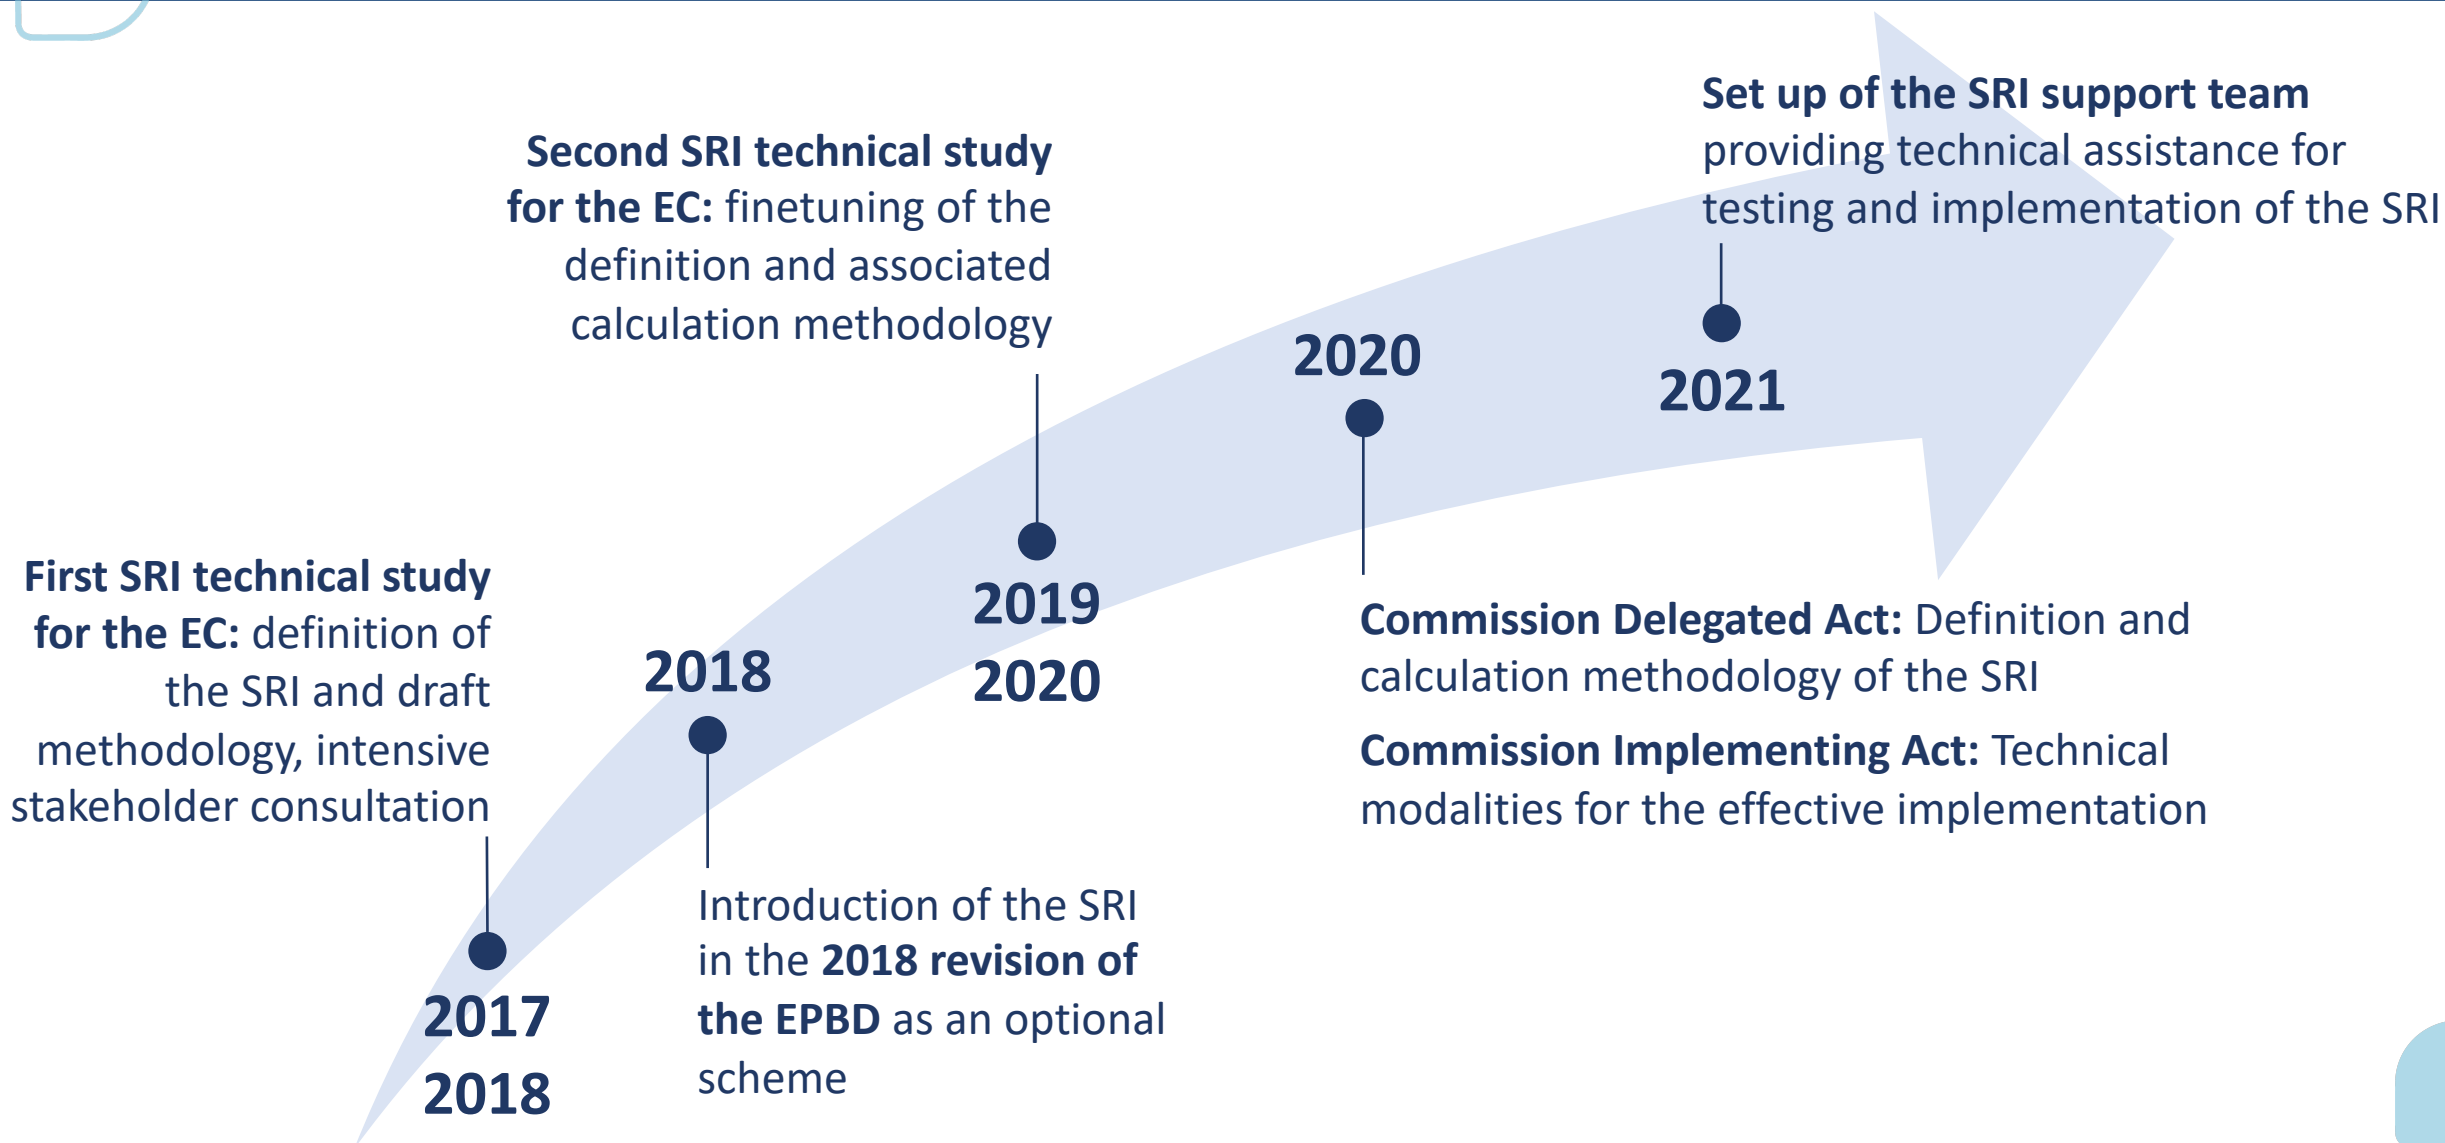 First SRI technical study
for the EC: definition of
the SRI and draft
methodology, intensive
stakeholder consultation
2017
2018
2018
Introduction of the SRI
in the 2018 revision of
the EPBD as an optional
scheme
Second SRI technical study
for the EC: finetuning of the
definition and associated
calculation methodology
2019
2020
2020
Commission Delegated Act: Definition and
calculation methodology of the SRI
Commission Implementing Act: Technical
modalities for the effective implementation
Set up of the SRI support team
providing technical assistance for
testing and implementation of the SRI
2021